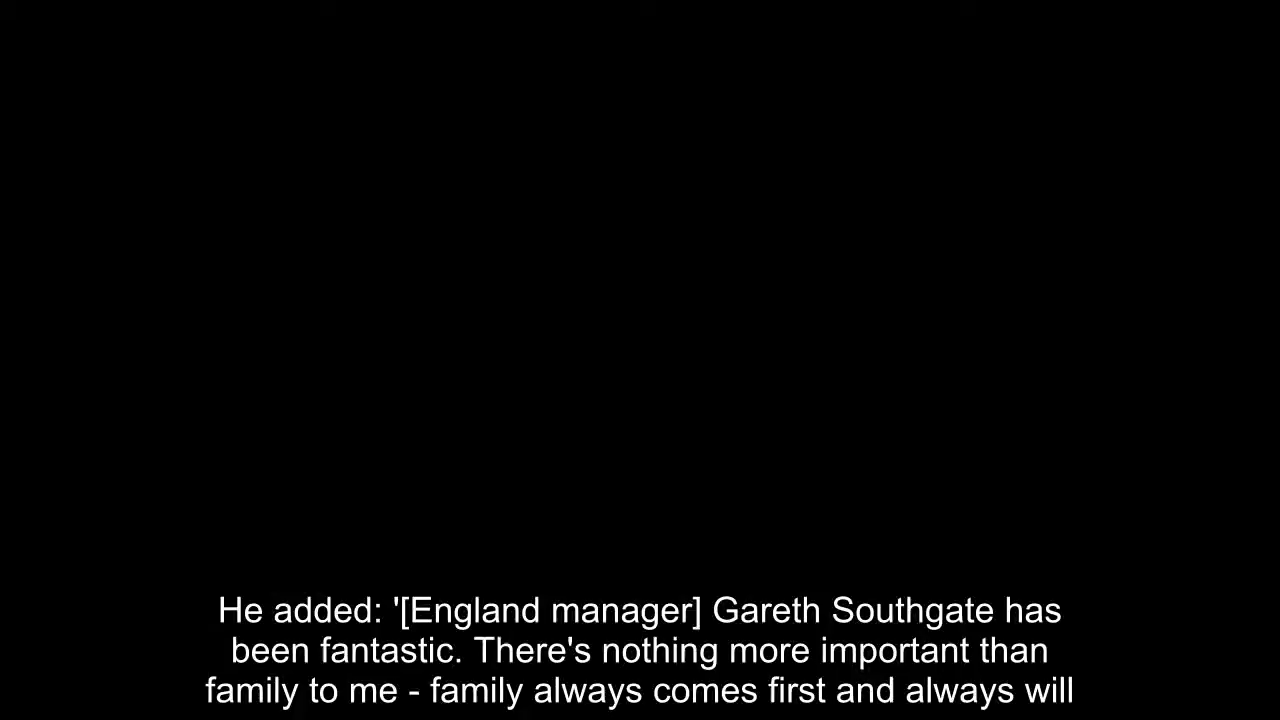 He added: '[England manager] Gareth Southgate has
been fantastic. There's nothing more important than
family to me - family always comes first and always will